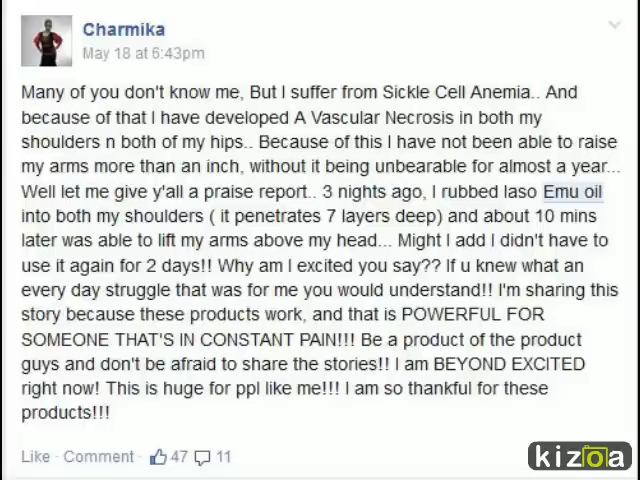 Charmika
May 18 at 6:43pm
Many of you don't know me, But I suffer from Sickle Cell Anemia.. And
because of that I have developed A Vascular Necrosis in both my
shoulders n both of my hips.. Because of this I have not been able to raise
my arms more than an inch, without it being unbearable for almost a year...
Well let me give y'all a praise report.. 3 nights ago, I rubbed Iaso Emu oil
into both my shoulders ( it penetrates 7 layers deep) and about 10 mins
later was able to lift my arms above my head... Might I add I didn't have to
use it again for 2 days!! Why am I excited you say?? If u knew what an
every day struggle that was for me you would understand!! I'm sharing this
story because these products work, and that is POWERFUL FOR
SOMEONE THAT'S IN CONSTANT PAIN!!! Be a product of the product
guys and don't be afraid to share the stories!! I am BEYOND EXCITED
right now! This is huge for ppl like me!!! I am so thankful for these
products!!!
Like · Comment · 47 11
kizoa